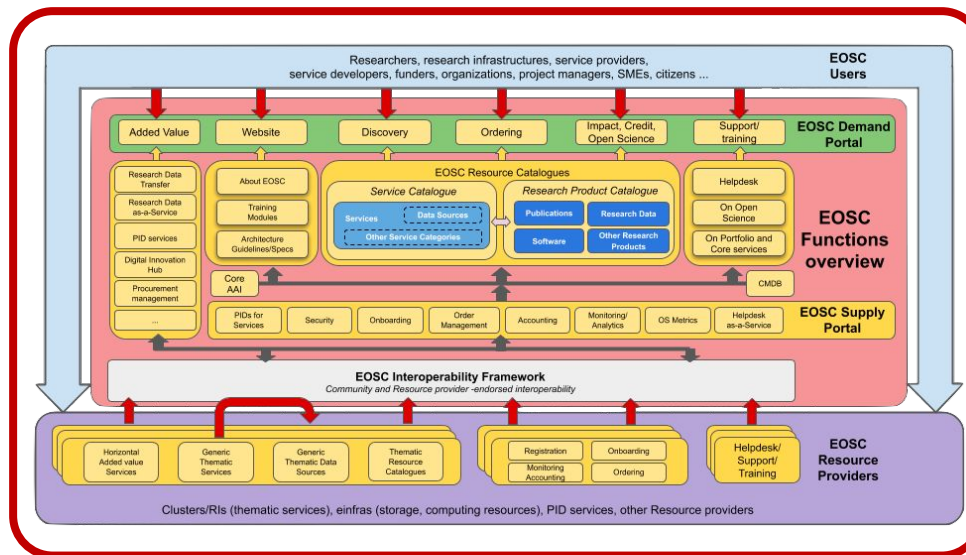 Researchers, research infrastructures, service providers,
service developers, funders, organizations, project managers, SMEs, citizens ...
EOSC
Users
Added Value
Website
Discovery
Ordering
Impact, Credit,
Open Science
Support/
training
EOSC Demand
Portal
Research Data
Transfer
Research Data
as-a-Service
PID services
Digital Innovation
Hub
Procurement
management
...
About EOSC
Training
Modules
Architecture
Guidelines/Specs
EOSC Resource Catalogues
Service Catalogue
Services
Data Sources
Other Service Categories
Research Product Catalogue
Publications
Research Data
Software
Other Research
Products
Helpdesk
On Open
Science
On Portfolio and
Core services
EOSC
Functions
overview
Core
AAI
CMDB
PIDs for
Services
Security
Onboarding
Order
Management
Accounting
Monitoring/
Analytics
OS Metrics
Helpdesk
as-a-Service
EOSC Supply
Portal
EOSC Interoperability Framework
Community and Resource provider -endorsed interoperability
Horizontal
Added value
Services
Generic
Thematic
Services
Generic
Thematic Data
Sources
Thematic
Resource
Catalogues
Registration
Onboarding
Monitoring
Accounting
Ordering
Helpdesk/
Support/
Training
EOSC
Resource
Providers
Clusters/RIs (thematic services), einfras (storage, computing resources), PID services, other Resource providers